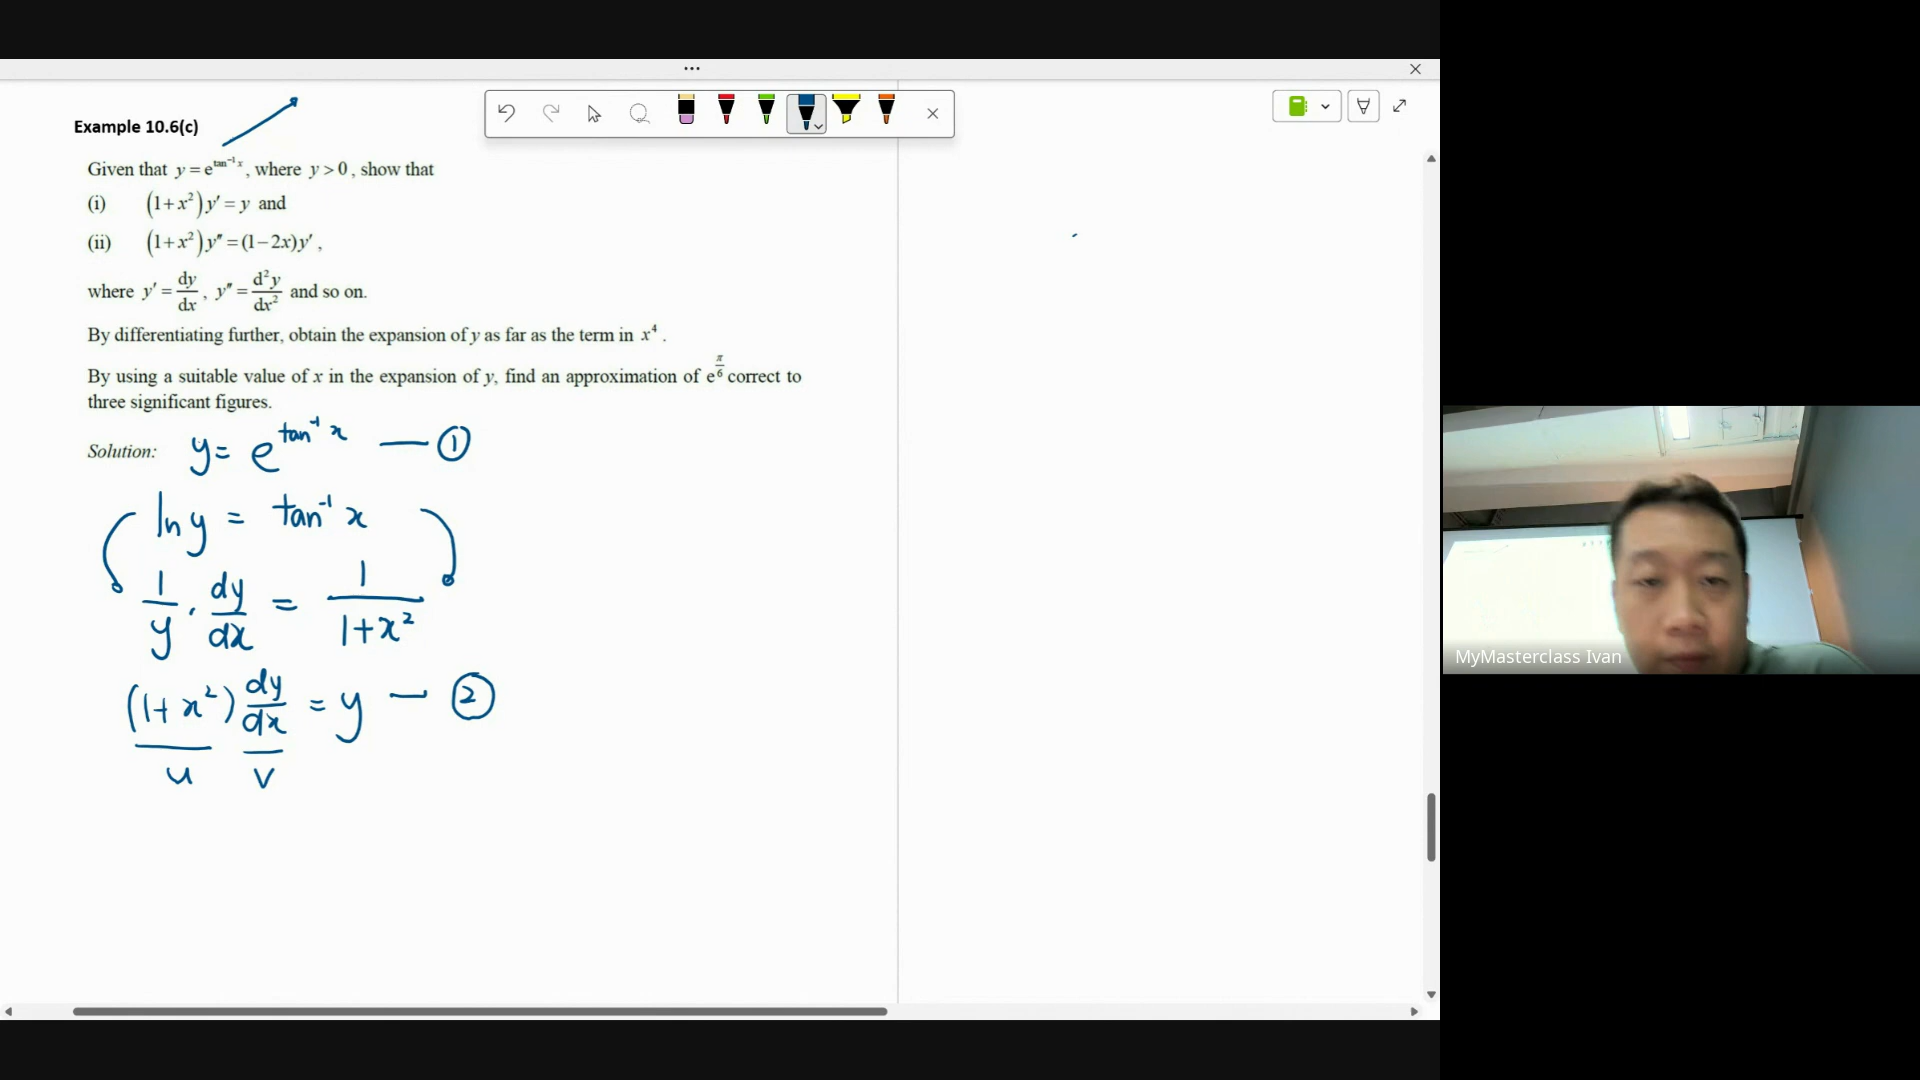 Example 10.6(c)
Given that y = e^{tan⁻¹ x}, where y > 0, show that
(i) (1+x²)y′ = y and
(ii) (1+x²)y″ = (1−2x)y′,
where y′ = dy/dx, y″ = d²y/dx² and so on.
By differentiating further, obtain the expansion of y as far as the term in x⁴.
By using a suitable value of x in the expansion of y, find an approximation of e^{π/6} correct to
three significant figures.
Solution: y = e^{tan⁻¹ x} — ①
ln y = tan⁻¹ x
1/y · dy/dx = 1/(1+x²)
(1+x²) dy/dx = y — ②
u v
MyMasterclass Ivan